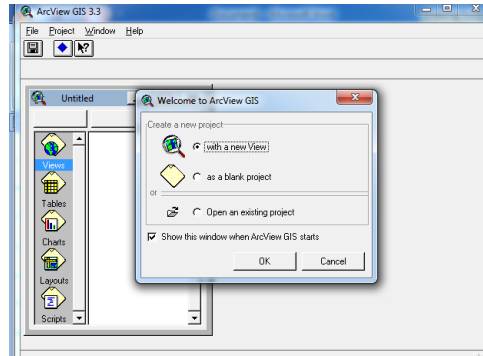 ArcView GIS 3.3
File Project Window Help
Untitled
Welcome to ArcView GIS
Create a new project
with a new View
as a blank project
or
Open an existing project
Show this window when ArcView GIS starts
OK Cancel
Views
Tables
Charts
Layouts
Scripts